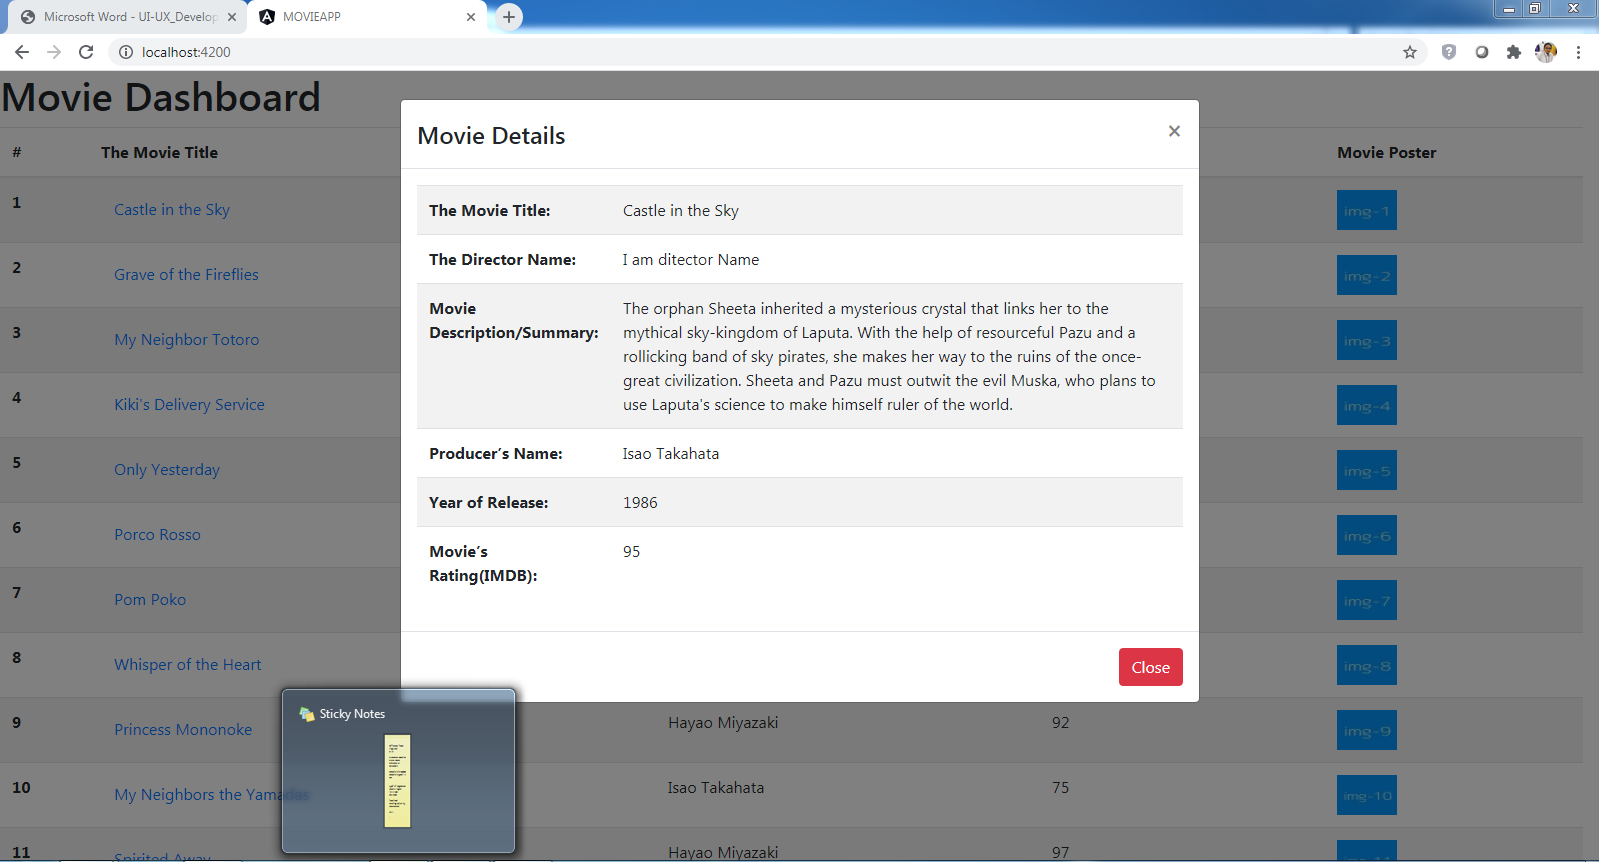 Microsoft Word - UI-UX_Develop
MOVIEAPP
localhost:4200
Movie Dashboard
# The Movie Title Movie Poster
1 Castle in the Sky img-1
2 Grave of the Fireflies img-2
3 My Neighbor Totoro img-3
4 Kiki's Delivery Service img-4
5 Only Yesterday img-5
6 Porco Rosso img-6
7 Pom Poko img-7
8 Whisper of the Heart img-8
9 Princess Mononoke Hayao Miyazaki 92 img-9
10 My Neighbors the Yamadas Isao Takahata 75 img-10
11 Spirited Away Hayao Miyazaki 97
Movie Details
×
The Movie Title: Castle in the Sky
The Director Name: I am ditector Name
Movie
Description/Summary:
The orphan Sheeta inherited a mysterious crystal that links her to the
mythical sky-kingdom of Laputa. With the help of resourceful Pazu and a
rollicking band of sky pirates, she makes her way to the ruins of the once-
great civilization. Sheeta and Pazu must outwit the evil Muska, who plans to
use Laputa's science to make himself ruler of the world.
Producer’s Name: Isao Takahata
Year of Release: 1986
Movie’s
Rating(IMDB):
95
Close
Sticky Notes